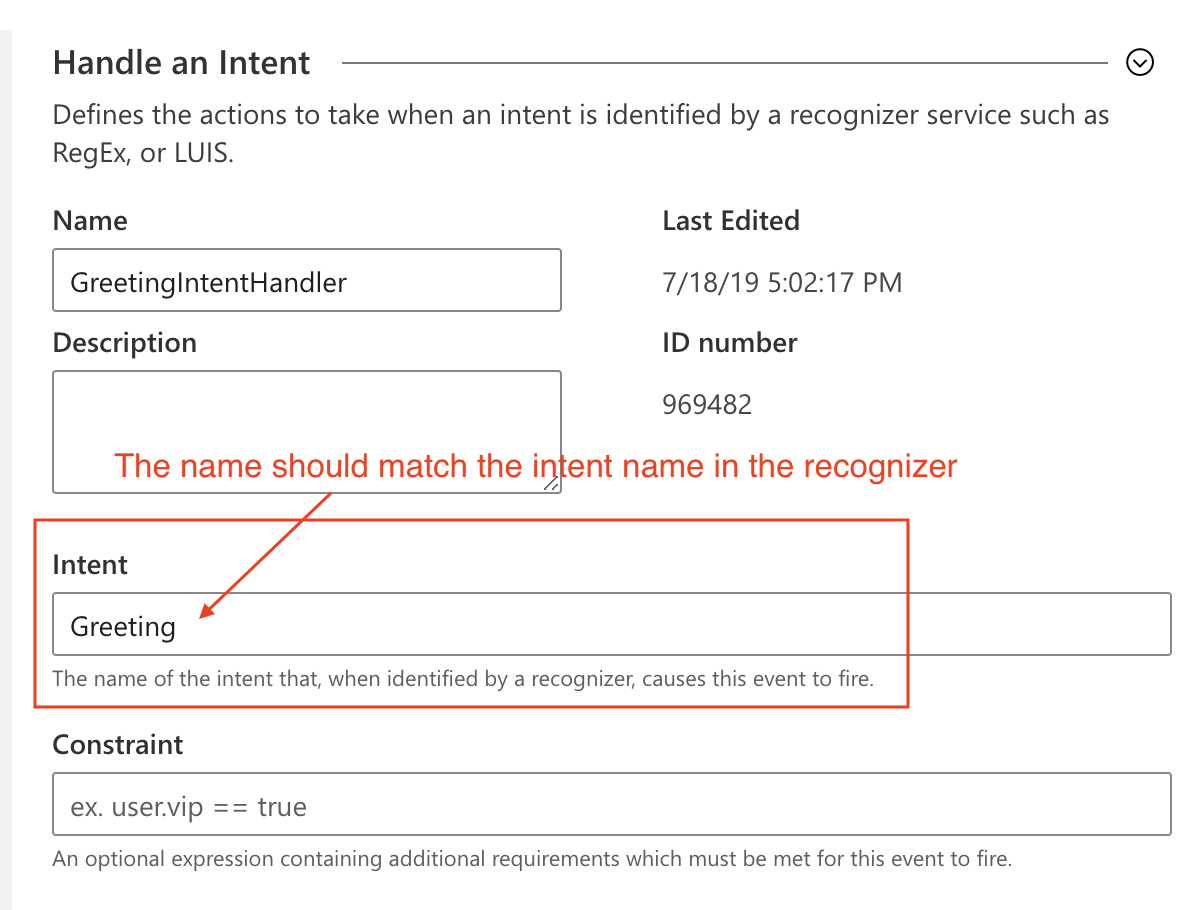 Handle an Intent
Defines the actions to take when an intent is identified by a recognizer service such as
RegEx, or LUIS.
Name
Last Edited
GreetingIntentHandler
7/18/19 5:02:17 PM
Description
ID number
969482
The name should match the intent name in the recognizer
Intent
Greeting
The name of the intent that, when identified by a recognizer, causes this event to fire.
Constraint
ex. user.vip == true
An optional expression containing additional requirements which must be met for this event to fire.